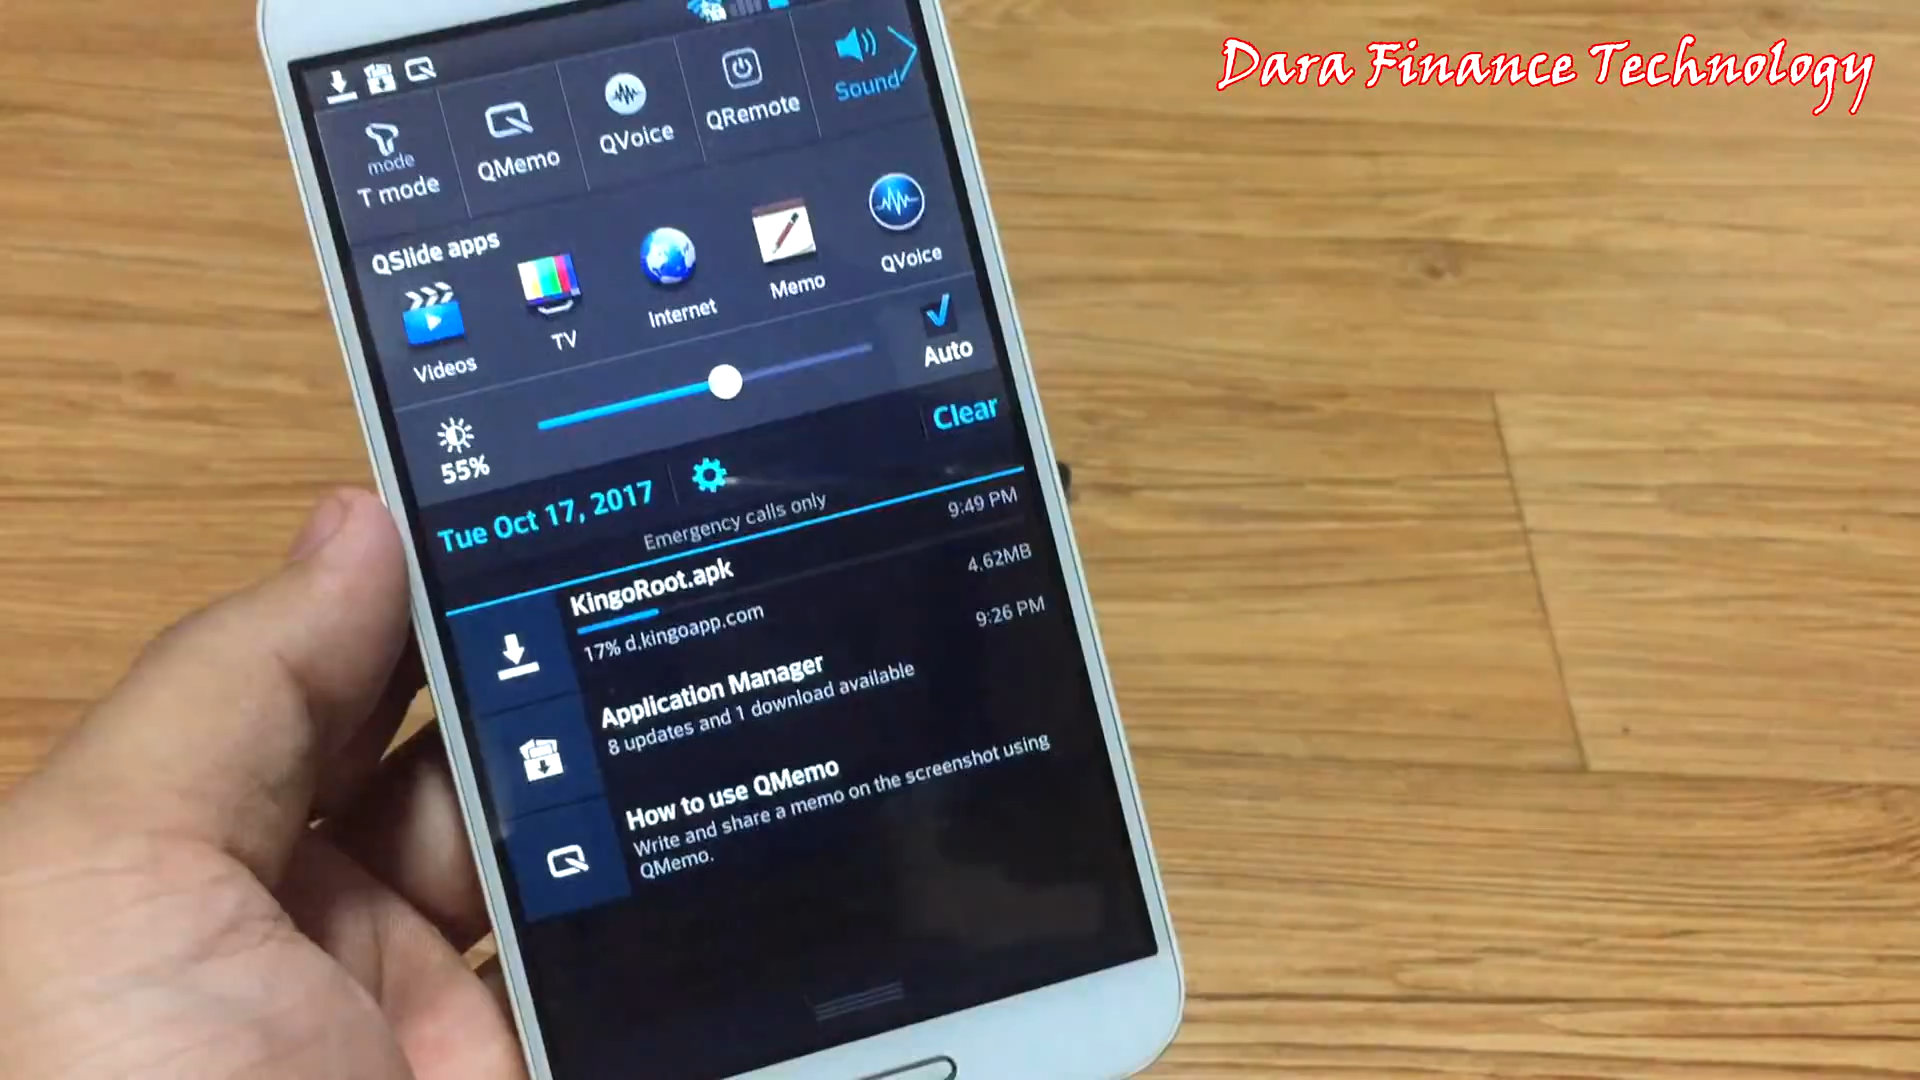 Dara Finance Technology
mode
T mode
QMemo
QVoice
QRemote
Sound
QSlide apps
Videos
TV
Internet
Memo
QVoice
55%
Auto
Tue Oct 17, 2017
Clear
Emergency calls only
KingoRoot.apk
9:49 PM
17% d.kingoapp.com
4.62MB
Application Manager
9:26 PM
8 updates and 1 download available
How to use QMemo
Write and share a memo on the screenshot using
QMemo.